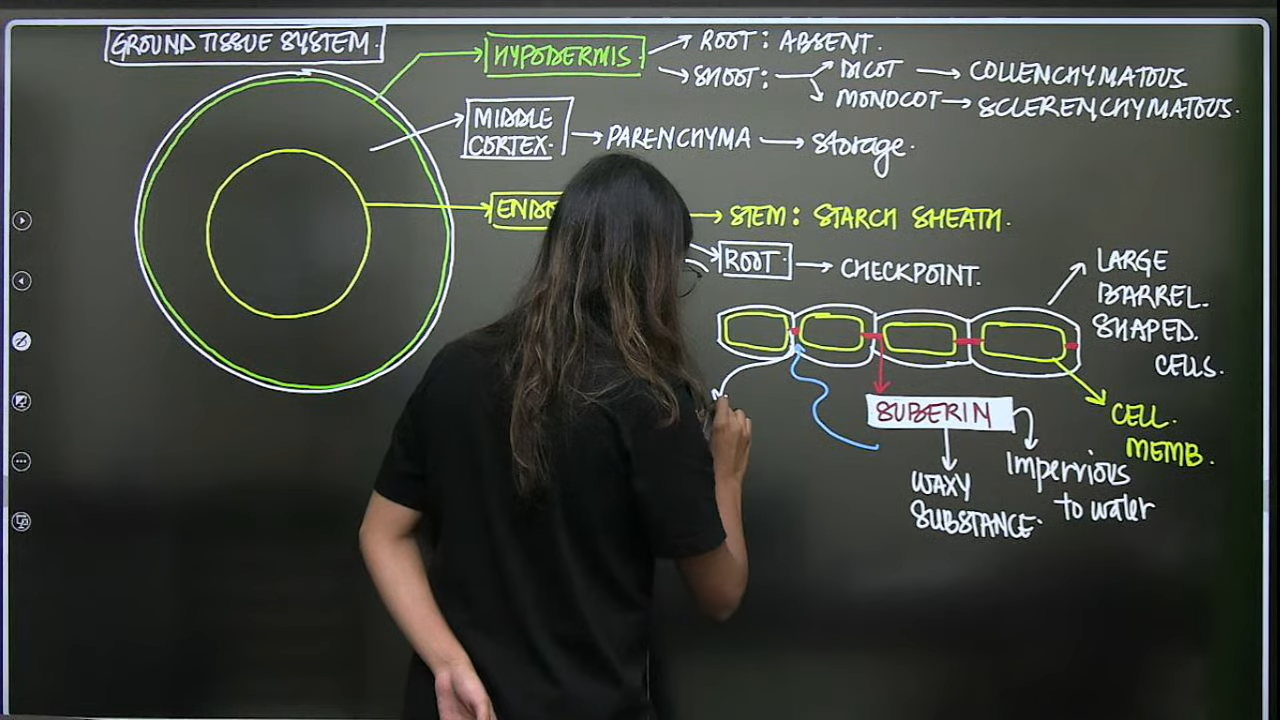 GROUND TISSUE SYSTEM.
HYPODERMIS.
ROOT: ABSENT.
SHOOT:
DICOT
COLLENCHYMATOUS
MONOCOT
SCLERENCHYMATOUS.
MIDDLE
CORTEX.
PARENCHYMA
Storage.
STEM: STARCH SHEATH.
ROOT.
CHECKPOINT.
LARGE
BARREL.
SHAPED.
CELLS.
SUBERIN
CELL.
MEMB.
WAXY
SUBSTANCE.
Impervious
to water